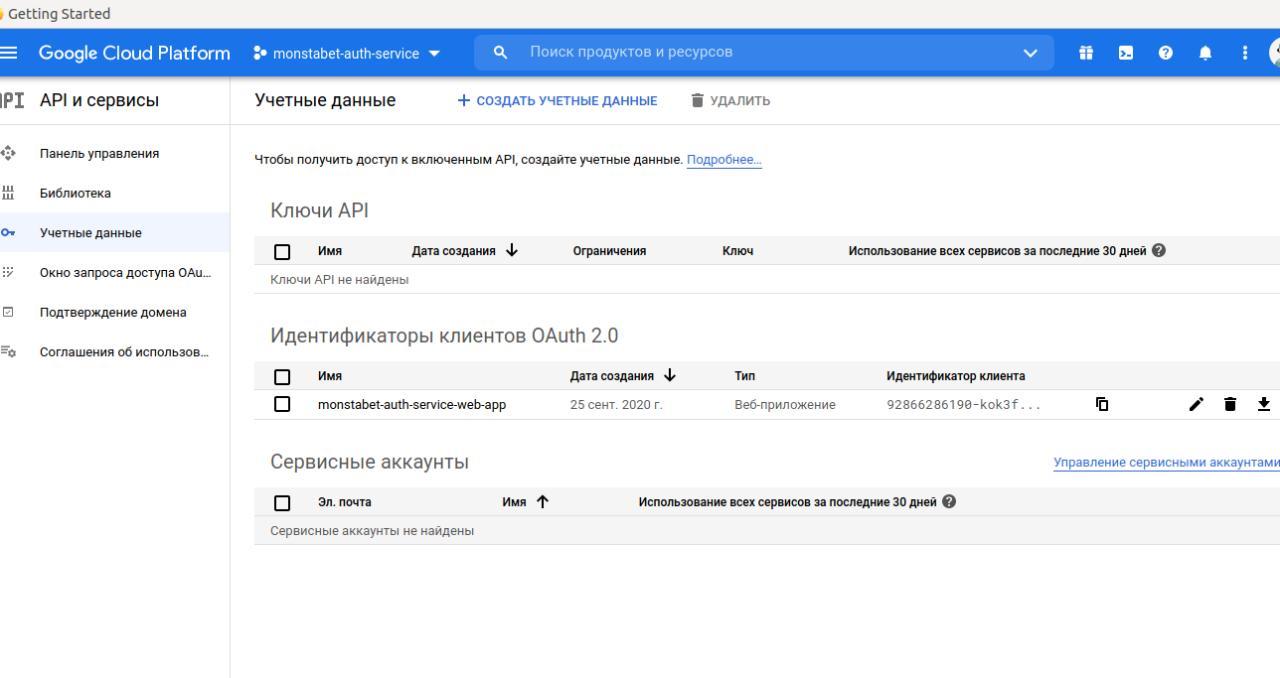 Getting Started
Google Cloud Platform monstabet-auth-service Поиск продуктов и ресурсов
API и сервисы
Учетные данные
СОЗДАТЬ УЧЕТНЫЕ ДАННЫЕ
УДАЛИТЬ
Панель управления
Библиотека
Учетные данные
Окно запроса доступа OAu...
Подтверждение домена
Соглашения об использов...
Чтобы получить доступ к включенным API, создайте учетные данные. Подробнее...
Ключи API
Имя Дата создания Ограничения Ключ Использование всех сервисов за последние 30 дней
Ключи API не найдены
Идентификаторы клиентов OAuth 2.0
Имя Дата создания Тип Идентификатор клиента
monstabet-auth-service-web-app 25 сент. 2020 г. Веб-приложение 92866286190-kok3f...
Сервисные аккаунты Управление сервисными аккаунтами
Эл. почта Имя Использование всех сервисов за последние 30 дней
Сервисные аккаунты не найдены